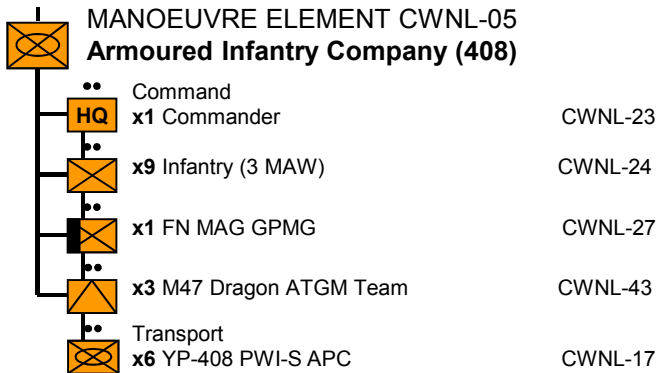 MANOEUVRE ELEMENT CWNL-05
Armoured Infantry Company (408)
Command
HQ x1 Commander CWNL-23
x9 Infantry (3 MAW) CWNL-24
x1 FN MAG GPMG CWNL-27
x3 M47 Dragon ATGM Team CWNL-43
Transport
x6 YP-408 PWI-S APC CWNL-17